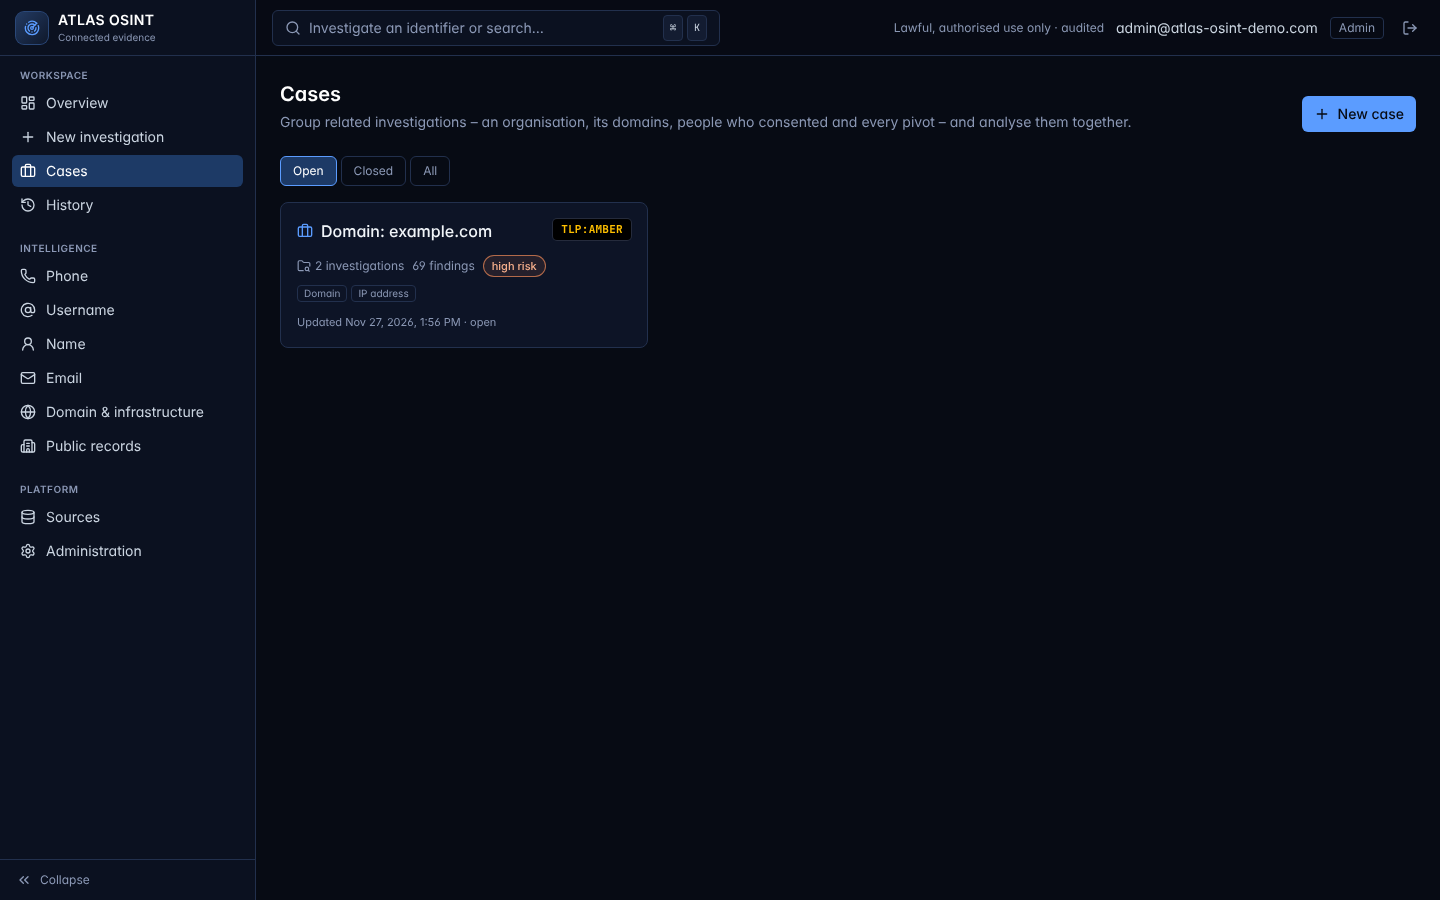 ATLAS OSINT
Connected evidence
Investigate an identifier or search...
⌘ K
Lawful, authorised use only · audited
admin@atlas-osint-demo.com
Admin
WORKSPACE
Overview
New investigation
Cases
History
INTELLIGENCE
Phone
Username
Name
Email
Domain & infrastructure
Public records
PLATFORM
Sources
Administration
Collapse
Cases
Group related investigations – an organisation, its domains, people who consented and every pivot – and analyse them together.
New case
Open
Closed
All
Domain: example.com
TLP:AMBER
2 investigations 69 findings high risk
Domain IP address
Updated Nov 27, 2026, 1:56 PM · open